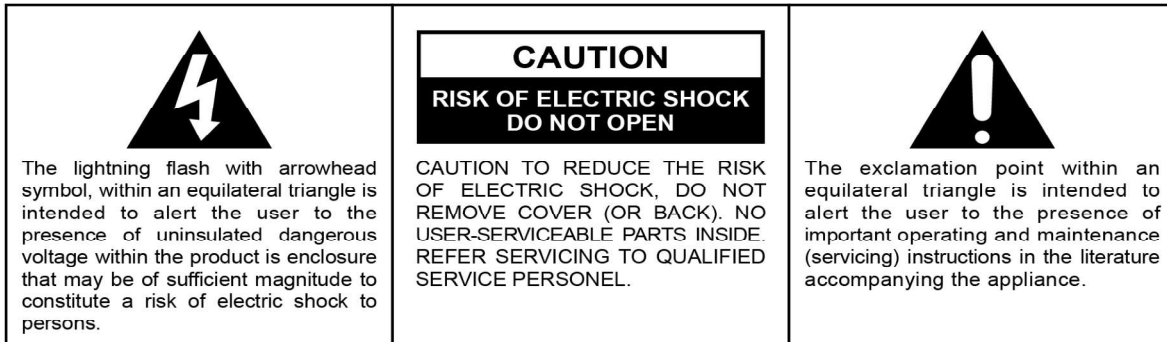 The lightning flash with arrowhead
symbol, within an equilateral triangle is
intended to alert the user to the
presence of uninsulated dangerous
voltage within the product is enclosure
that may be of sufficient magnitude to
constitute a risk of electric shock to
persons.
CAUTION
RISK OF ELECTRIC SHOCK
DO NOT OPEN
CAUTION TO REDUCE THE RISK
OF ELECTRIC SHOCK, DO NOT
REMOVE COVER (OR BACK). NO
USER-SERVICEABLE PARTS INSIDE.
REFER SERVICING TO QUALIFIED
SERVICE PERSONEL.
The exclamation point within an
equilateral triangle is intended to
alert the user to the presence of
important operating and maintenance
(servicing) instructions in the literature
accompanying the appliance.